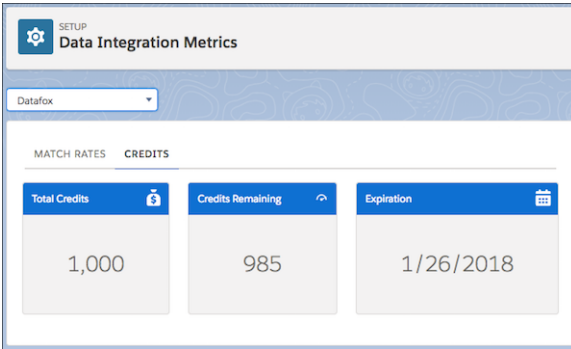 SETUP
Data Integration Metrics
Datafox
MATCH RATES CREDITS
Total Credits $ Credits Remaining Expiration
1,000 985 1/26/2018